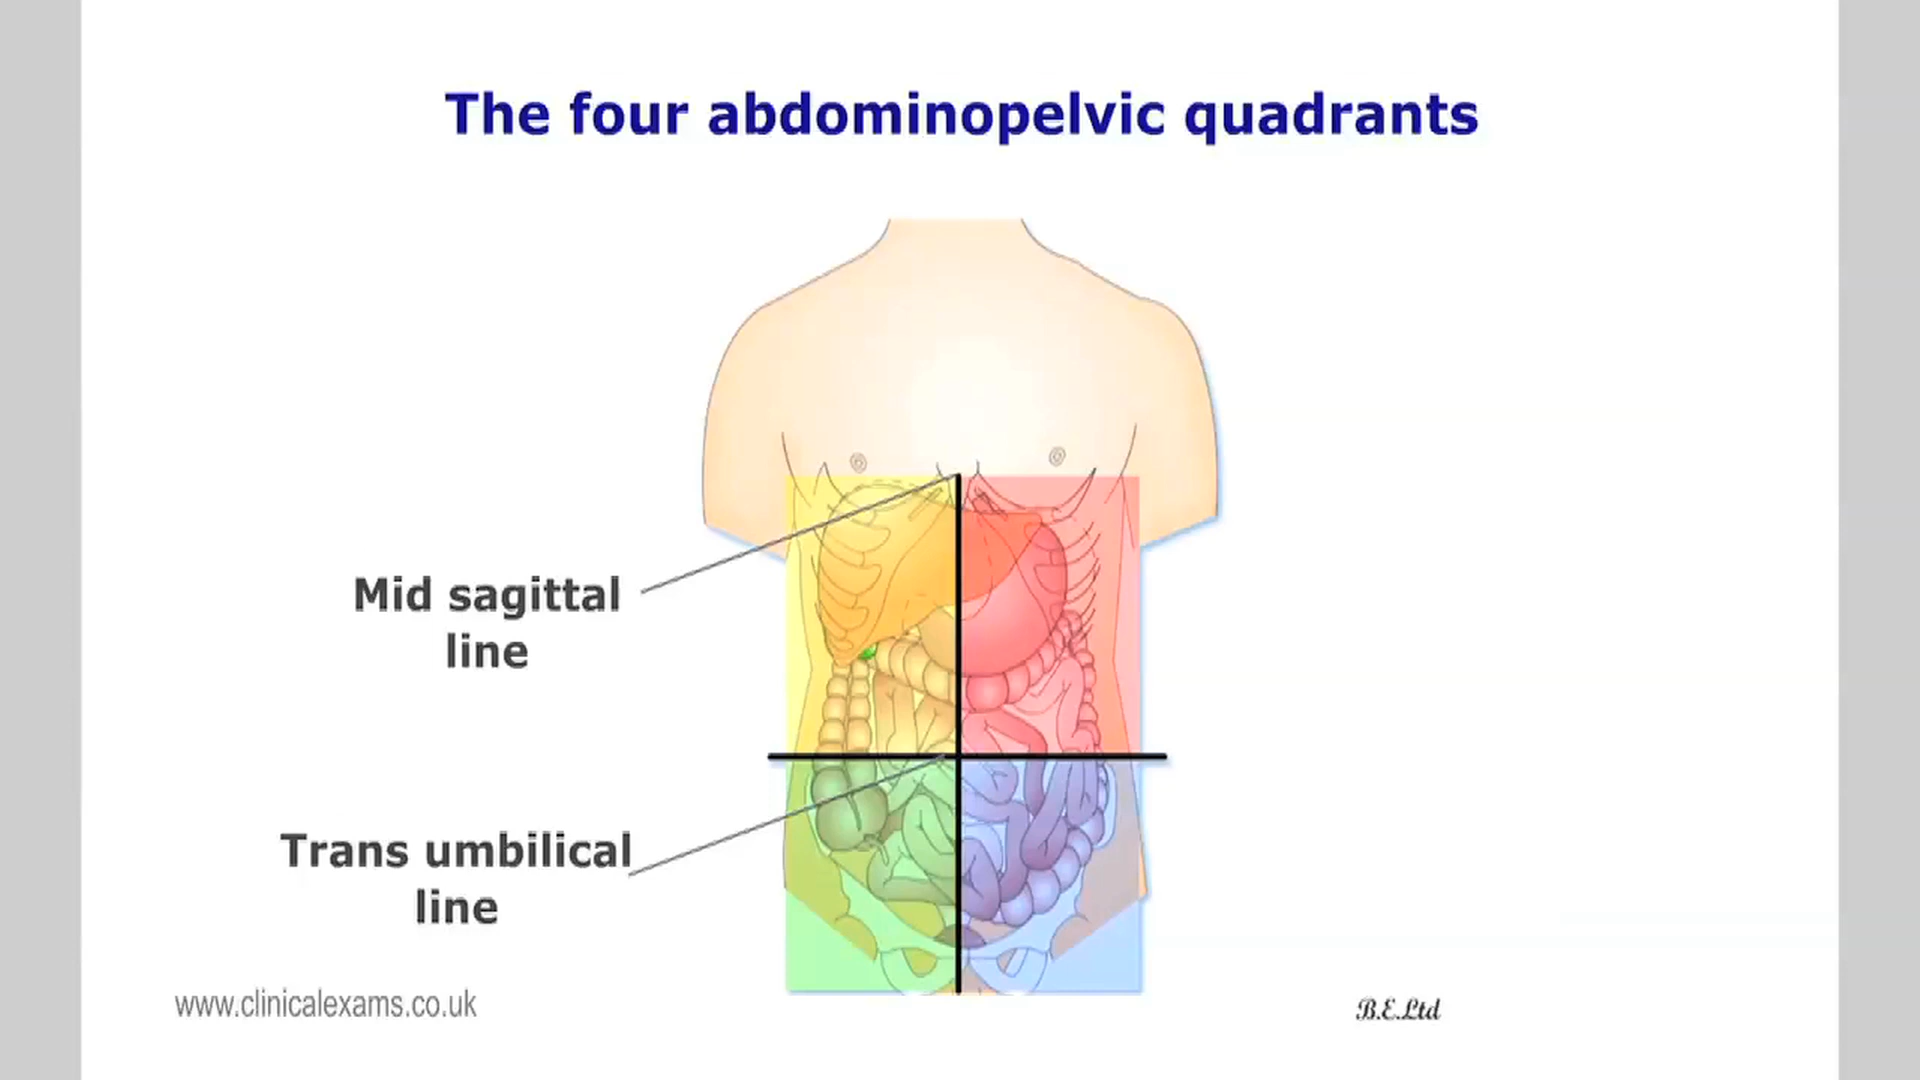 The four abdominopelvic quadrants
Mid sagittal
line
Trans umbilical
line
www.clinicalexams.co.uk
B.E.Ltd